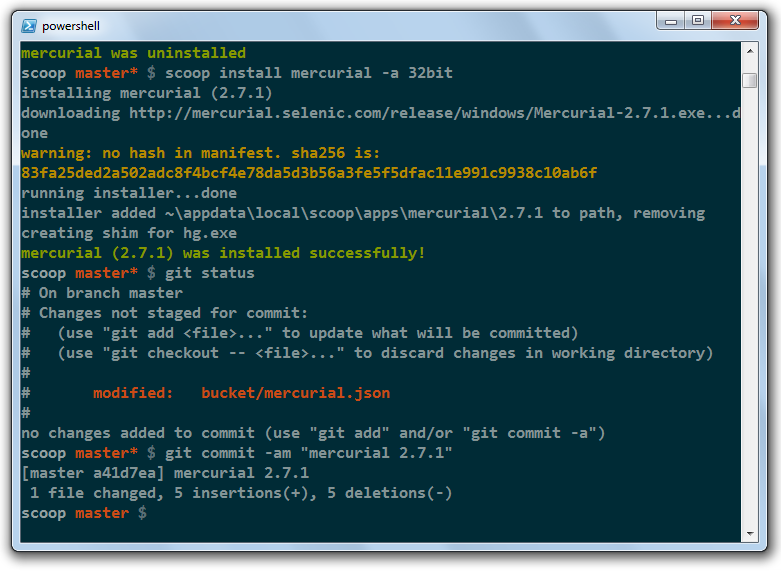 powershell
mercurial was uninstalled
scoop master* $ scoop install mercurial -a 32bit
installing mercurial (2.7.1)
downloading http://mercurial.selenic.com/release/windows/Mercurial-2.7.1.exe...d
one
warning: no hash in manifest. sha256 is:
83fa25ded2a502adc8f4bcf4e78da5d3b56a3fe5f5dfac11e991c9938c10ab6f
running installer...done
installer added ~\appdata\local\scoop\apps\mercurial\2.7.1 to path, removing
creating shim for hg.exe
mercurial (2.7.1) was installed successfully!
scoop master* $ git status
# On branch master
# Changes not staged for commit:
#   (use "git add <file>..." to update what will be committed)
#   (use "git checkout -- <file>..." to discard changes in working directory)
#
#       modified:   bucket/mercurial.json
#
no changes added to commit (use "git add" and/or "git commit -a")
scoop master* $ git commit -am "mercurial 2.7.1"
[master a41d7ea] mercurial 2.7.1
 1 file changed, 5 insertions(+), 5 deletions(-)
scoop master $